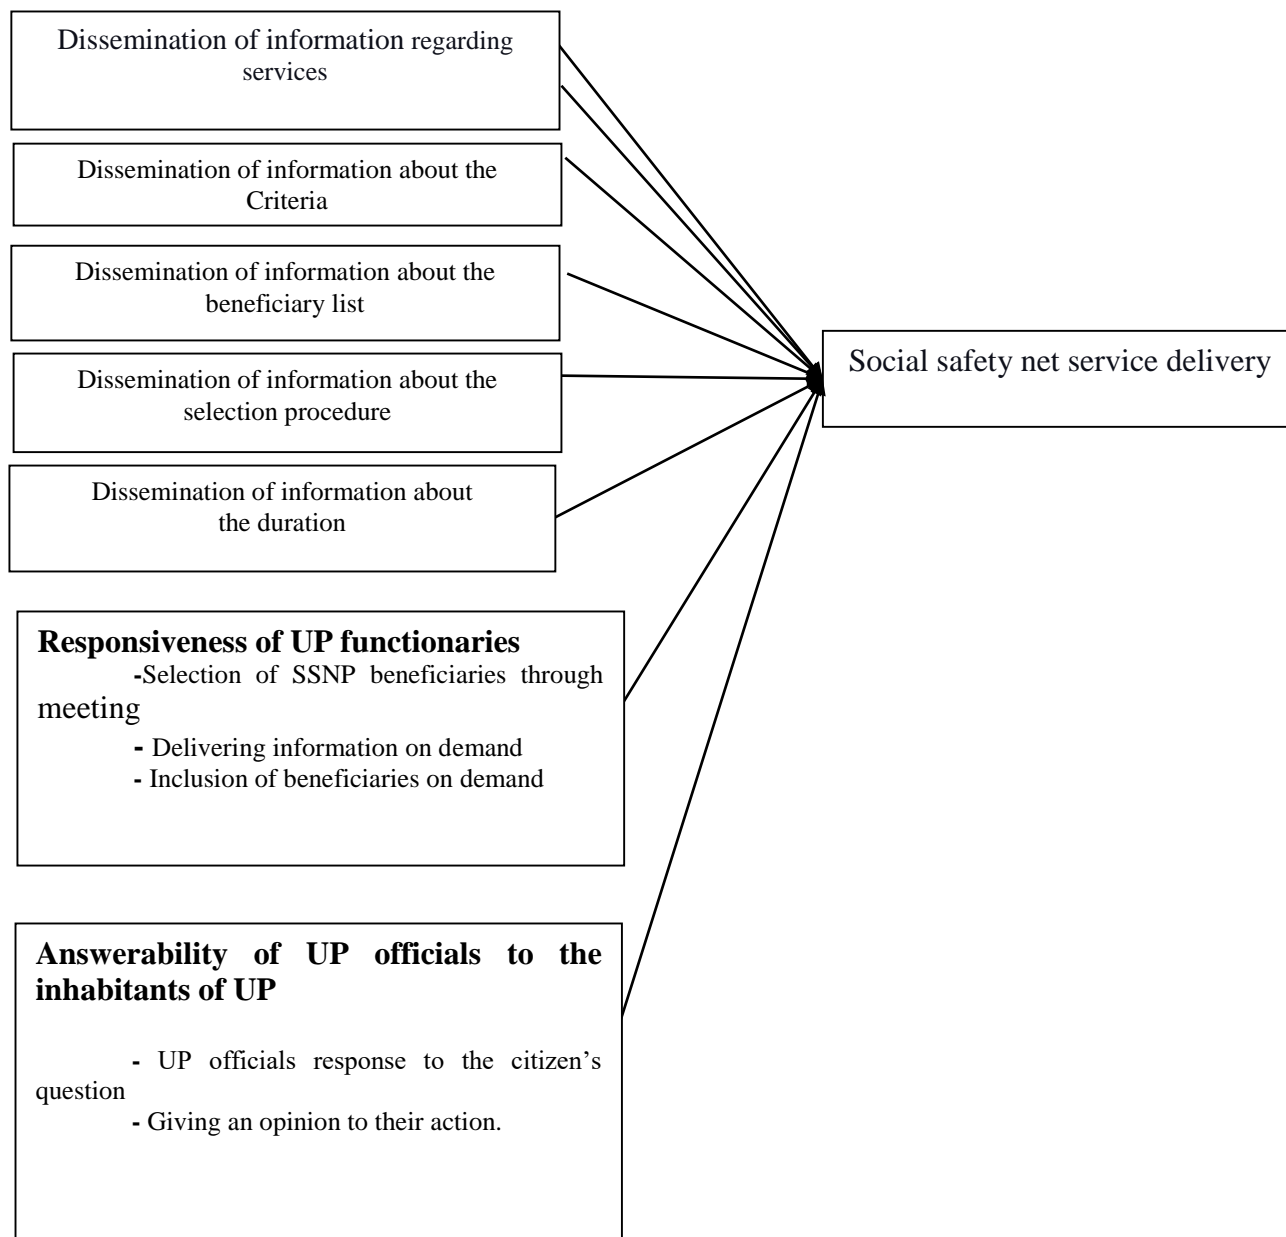 Dissemination of information regarding
services
Dissemination of information about the
Criteria
Dissemination of information about the
beneficiary list
Dissemination of information about the
selection procedure
Dissemination of information about
the duration
Social safety net service delivery
Responsiveness of UP functionaries
-Selection of SSNP beneficiaries through
meeting
- Delivering information on demand
- Inclusion of beneficiaries on demand
Answerability of UP officials to the
inhabitants of UP
- UP officials response to the citizen’s
question
- Giving an opinion to their action.